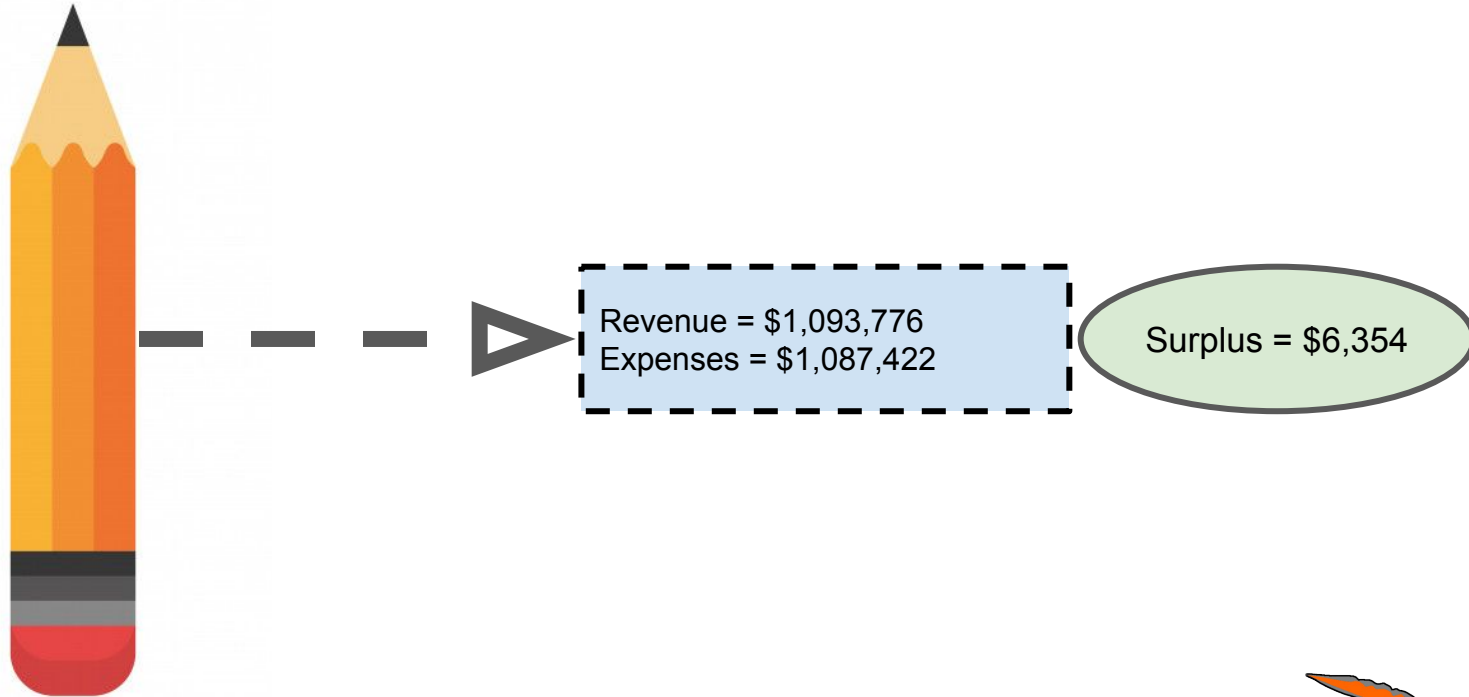 Revenue = $1,093,776
Expenses = $1,087,422
Surplus = $6,354